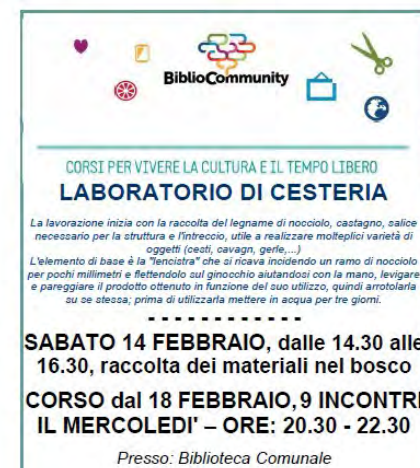 BiblioCommunity
CORSI PER VIVERE LA CULTURA E IL TEMPO LIBERO
LABORATORIO DI CESTERIA
La lavorazione inizia con la raccolta del legname di nocciolo, castagno, salice
necessario per la struttura e l'intreccio, utile a realizzare molteplici varietà di
oggetti (cesti, cavagn, gerle,...)
L'elemento di base è la "lencistra" che si ricava incidendo un ramo di nocciolo
per pochi millimetri e flettendolo sul ginocchio aiutandosi con la mano, levigare
e pareggiare il prodotto ottenuto in funzione del suo utilizzo, quindi arrotolarla
su se stessa; prima di utilizzarla mettere in acqua per tre giorni.
- - - - - - - - - - - -
SABATO 14 FEBBRAIO, dalle 14.30 alle
16.30, raccolta dei materiali nel bosco
CORSO dal 18 FEBBRAIO, 9 INCONTRI
IL MERCOLEDI' – ORE: 20.30 - 22.30
Presso: Biblioteca Comunale